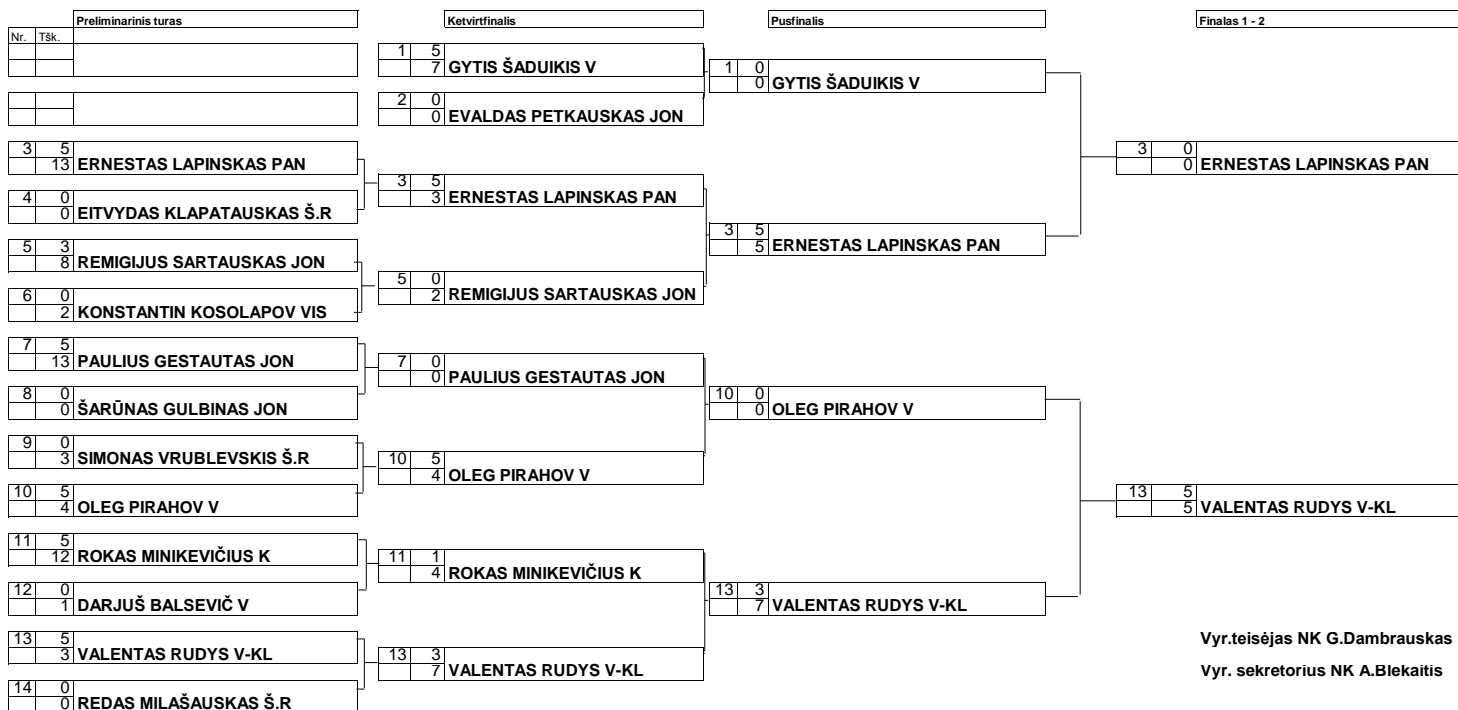 Preliminarinis turas
Nr. Tšk.
3 5
13 ERNESTAS LAPINSKAS PAN
4 0
0 EITVYDAS KLAPATAUSKAS Š.R
5 3
8 REMIGIJUS SARTAUSKAS JON
6 0
2 KONSTANTIN KOSOLAPOV VIS
7 5
13 PAULIUS GESTAUTAS JON
8 0
0 ŠARŪNAS GULBINAS JON
9 0
3 SIMONAS VRUBLEVSKIS Š.R
10 5
4 OLEG PIRAHOV V
11 5
12 ROKAS MINIKEVIČIUS K
12 0
1 DARJUŠ BALSEVIČ V
13 5
3 VALENTAS RUDYS V-KL
14 0
0 REDAS MILAŠAUSKAS Š.R
Ketvirtfinalis
1 5
7 GYTIS ŠADUIKIS V
2 0
0 EVALDAS PETKAUSKAS JON
3 5
3 ERNESTAS LAPINSKAS PAN
5 0
2 REMIGIJUS SARTAUSKAS JON
7 0
0 PAULIUS GESTAUTAS JON
10 5
4 OLEG PIRAHOV V
11 1
4 ROKAS MINIKEVIČIUS K
13 3
7 VALENTAS RUDYS V-KL
Pusfinalis
1 0
0 GYTIS ŠADUIKIS V
3 5
5 ERNESTAS LAPINSKAS PAN
10 0
0 OLEG PIRAHOV V
13 3
7 VALENTAS RUDYS V-KL
Finalas 1 - 2
3 0
0 ERNESTAS LAPINSKAS PAN
13 5
5 VALENTAS RUDYS V-KL
Vyr.teisėjas NK G.Dambrauskas
Vyr. sekretorius NK A.Blekaitis